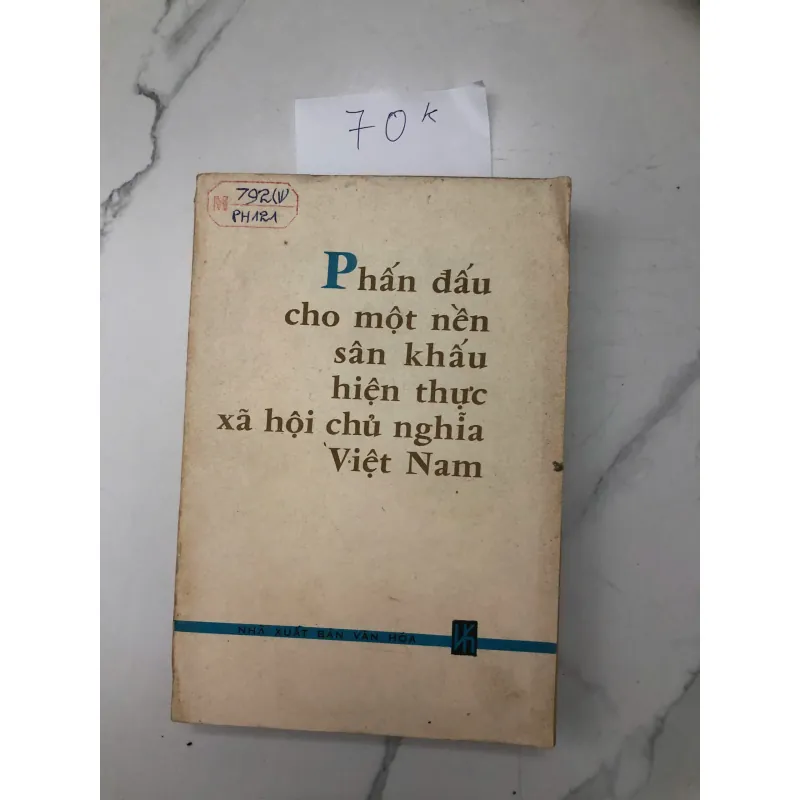 70k
792(V)
PH121
Phấn đấu
cho một nền
sân khấu
hiện thực
xã hội chủ nghĩa
Việt Nam
NHÀ XUẤT BẢN VĂN HÓA